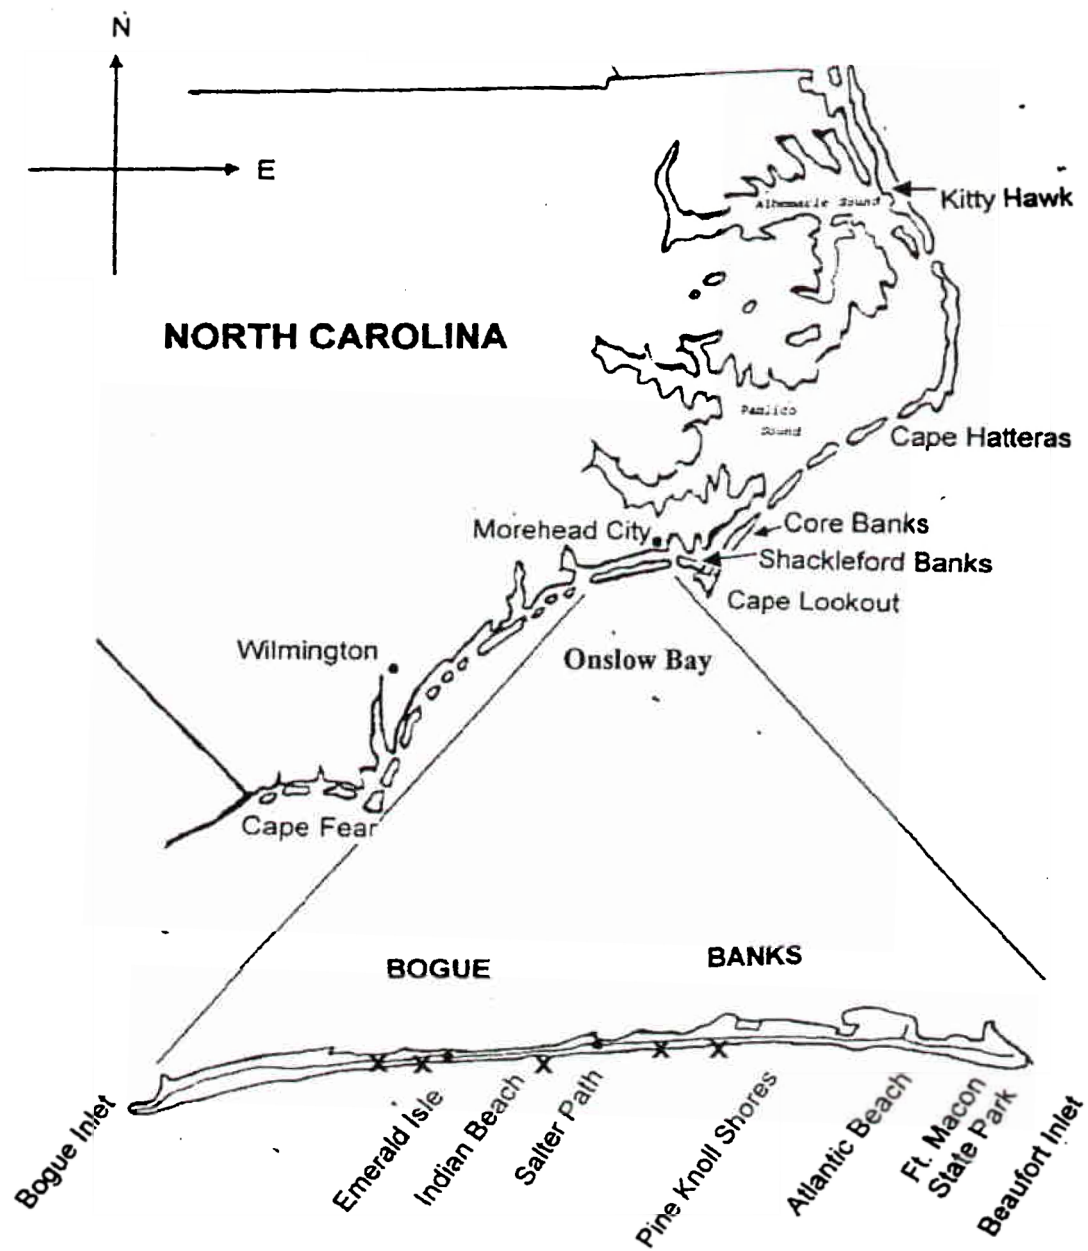 N
E
Kitty Hawk
Albemarle Sound
NORTH CAROLINA
Pamlico
Sound
Cape Hatteras
Core Banks
Morehead City
Shackleford Banks
Cape Lookout
Wilmington
Onslow Bay
Cape Fear
BOGUE BANKS
X X X X X
Bogue Inlet
Emerald Isle
Indian Beach
Salter Path
Pine Knoll Shores
Atlantic Beach
Ft. Macon
State Park
Beaufort Inlet